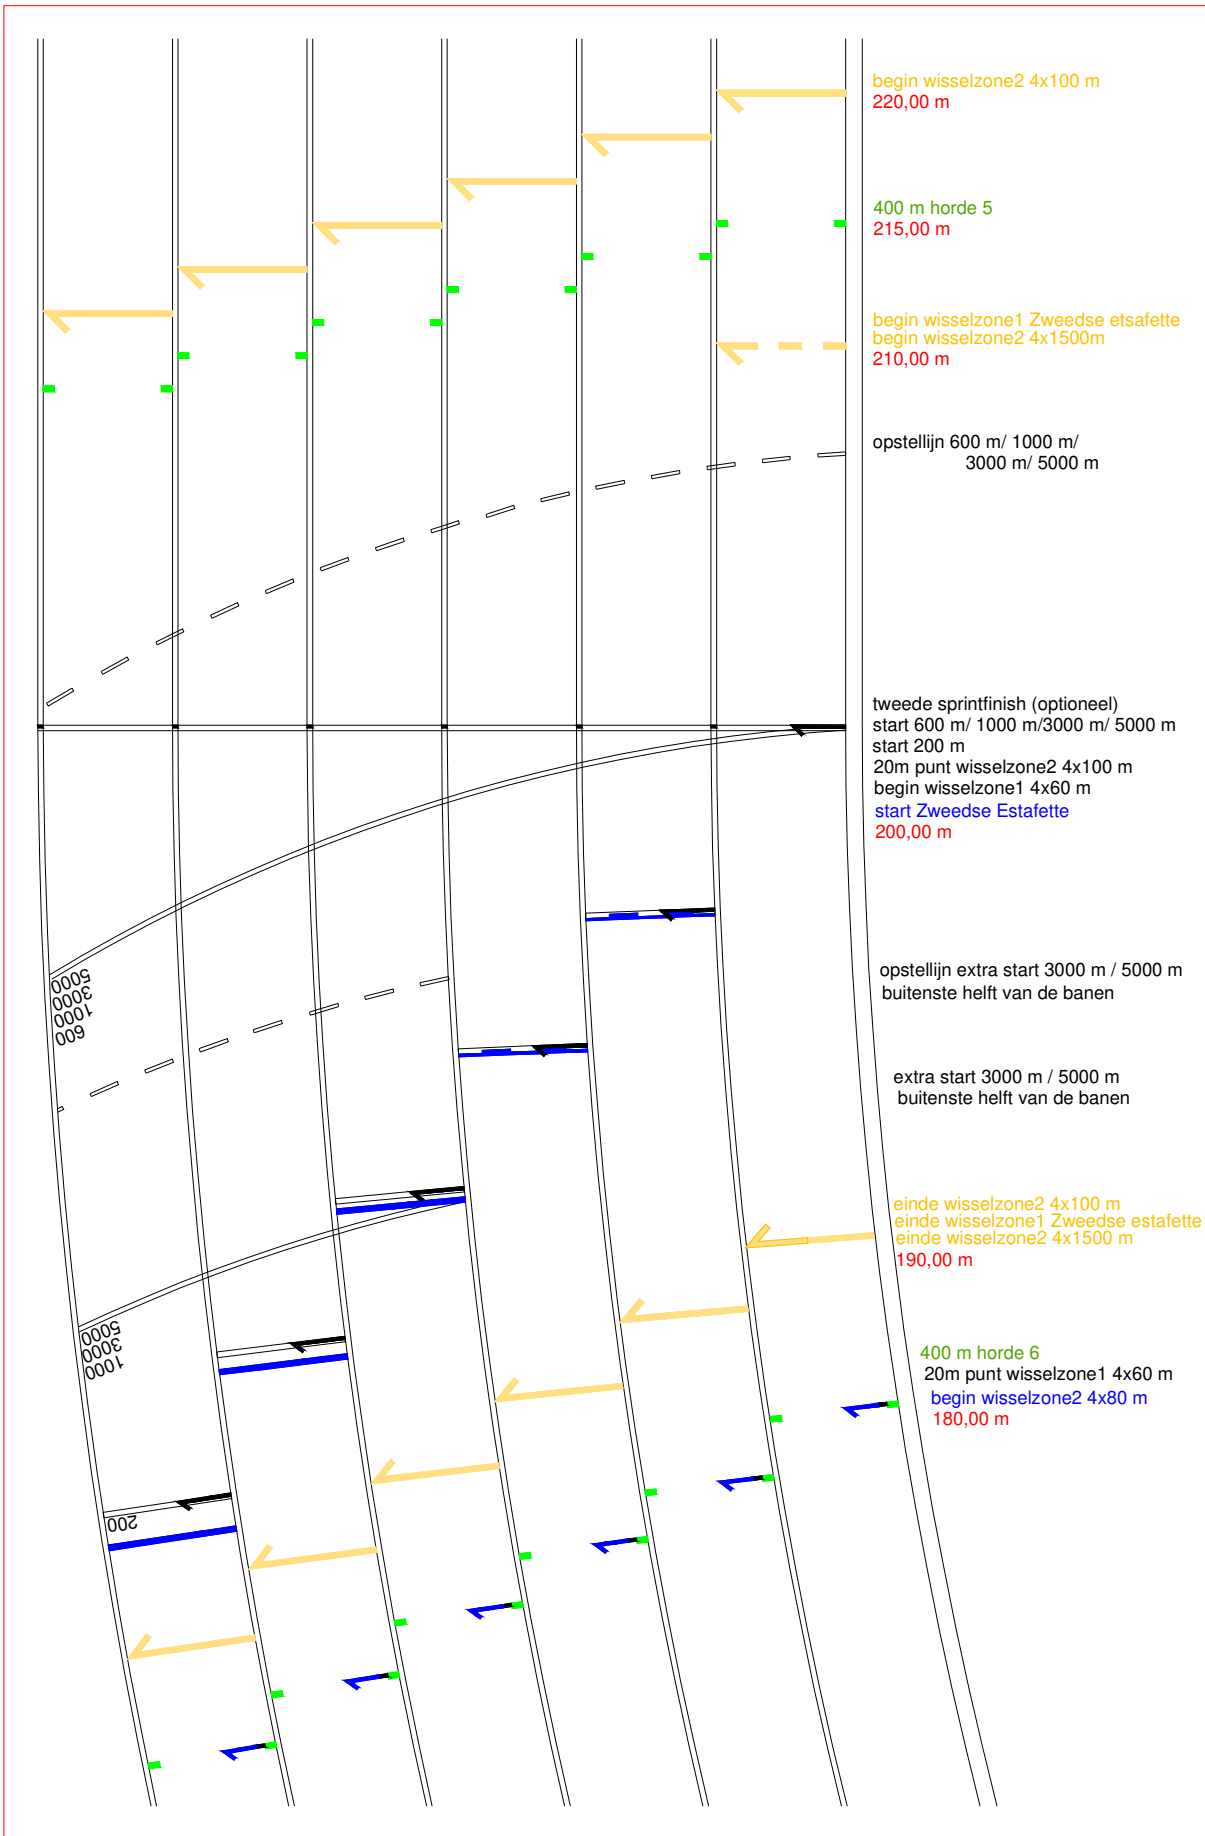 begin wisselzone2 4x100 m
220,00 m
400 m horde 5
215,00 m
begin wisselzone1 Zweedse etsafette
begin wisselzone2 4x1500m
210,00 m
opstellijn 600 m/ 1000 m/
3000 m/ 5000 m
tweede sprintfinish (optioneel)
start 600 m/ 1000 m/3000 m/ 5000 m
start 200 m
20m punt wisselzone2 4x100 m
begin wisselzone1 4x60 m
start Zweedse Estafette
200,00 m
5000
3000
1000
600
opstellijn extra start 3000 m / 5000 m
buitenste helft van de banen
extra start 3000 m / 5000 m
buitenste helft van de banen
einde wisselzone2 4x100 m
einde wisselzone1 Zweedse estafette
einde wisselzone2 4x1500 m
190,00 m
5000
3000
1000
400 m horde 6
20m punt wisselzone1 4x60 m
begin wisselzone2 4x80 m
180,00 m
200